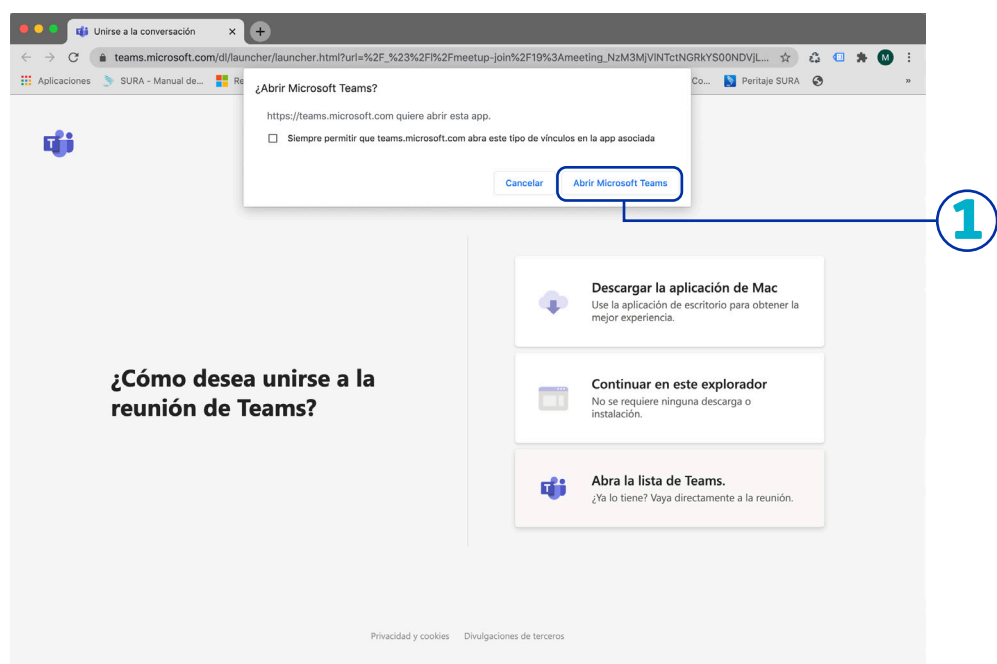 Unirse a la conversación
teams.microsoft.com/dl/launcher/launcher.html?url=%2F_%23%2Fl%2Fmeetup-join%2F19%3Ameeting_NzM3MjVlNTctNGRkYS00NDVjL...
M
Aplicaciones
SURA - Manual de...
Re
Co...
Peritaje SURA
»
¿Abrir Microsoft Teams?
https://teams.microsoft.com quiere abrir esta app.
Siempre permitir que teams.microsoft.com abra este tipo de vínculos en la app asociada
Cancelar
Abrir Microsoft Teams
1
Descargar la aplicación de Mac
Use la aplicación de escritorio para obtener la
mejor experiencia.
¿Cómo desea unirse a la
reunión de Teams?
Continuar en este explorador
No se requiere ninguna descarga o
instalación.
Abra la lista de Teams.
¿Ya lo tiene? Vaya directamente a la reunión.
Privacidad y cookies
Divulgaciones de terceros